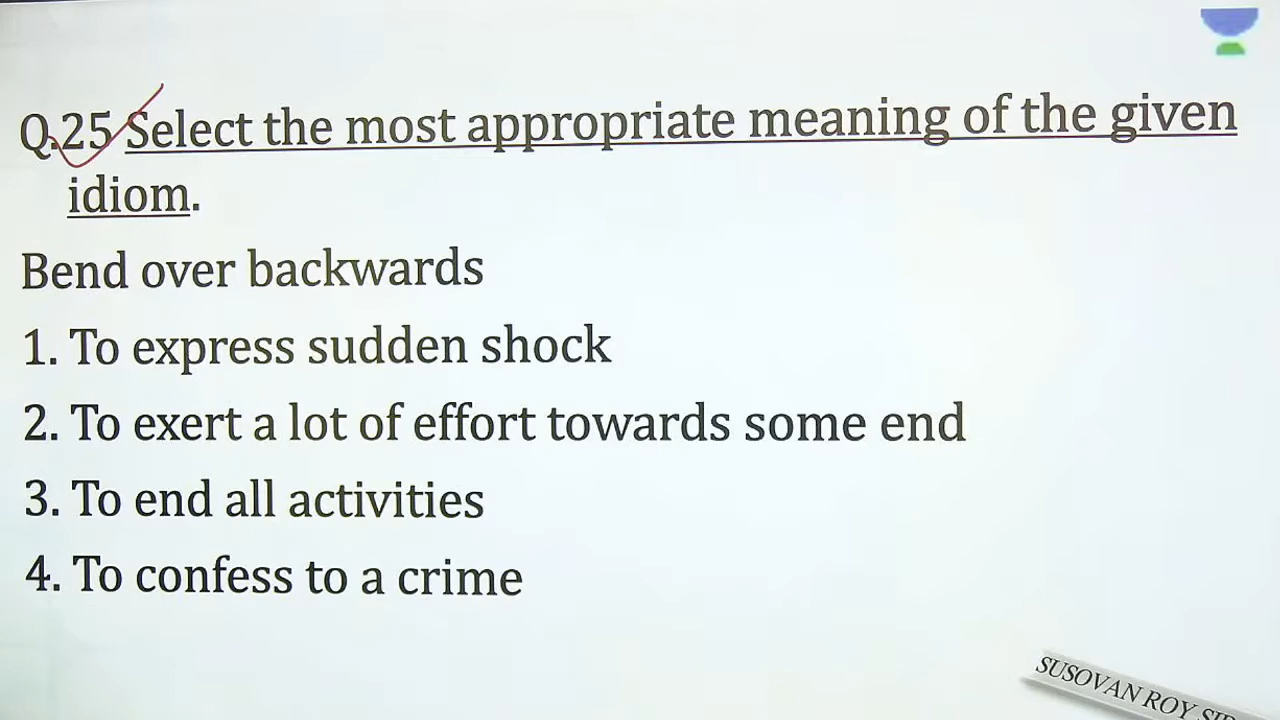 Q.25 Select the most appropriate meaning of the given
idiom.
Bend over backwards
1. To express sudden shock
2. To exert a lot of effort towards some end
3. To end all activities
4. To confess to a crime
SUSOVAN ROY SIR